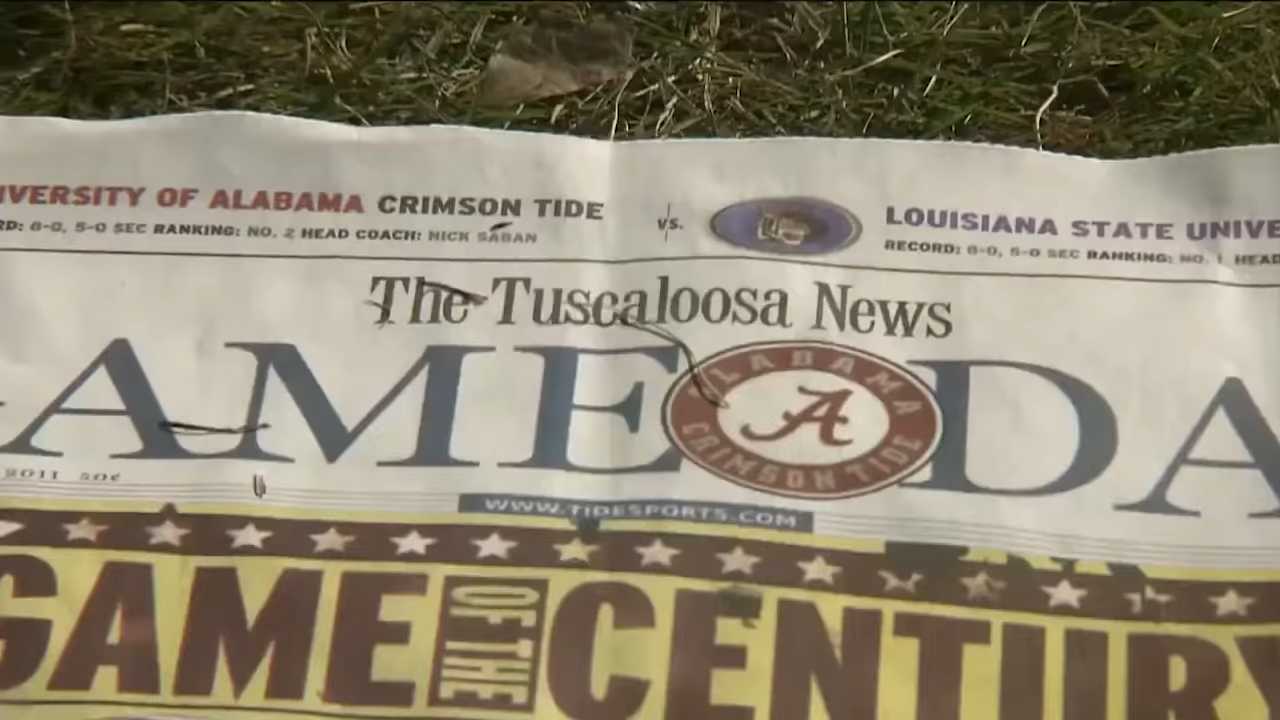 IVERSITY OF ALABAMA CRIMSON TIDE
RD: 8-0, 5-0 SEC RANKING: NO. 2 HEAD COACH: NICK SABAN
vs.
LOUISIANA STATE UNIVE
RECORD: 8-0, 5-0 SEC RANKING: NO. 1 HEAD
The Tuscaloosa News
AME DA
ALABAMA
A
CRIMSON TIDE
2011 50¢
WWW.TIDESPORTS.COM
GAME OF THE CENTURY